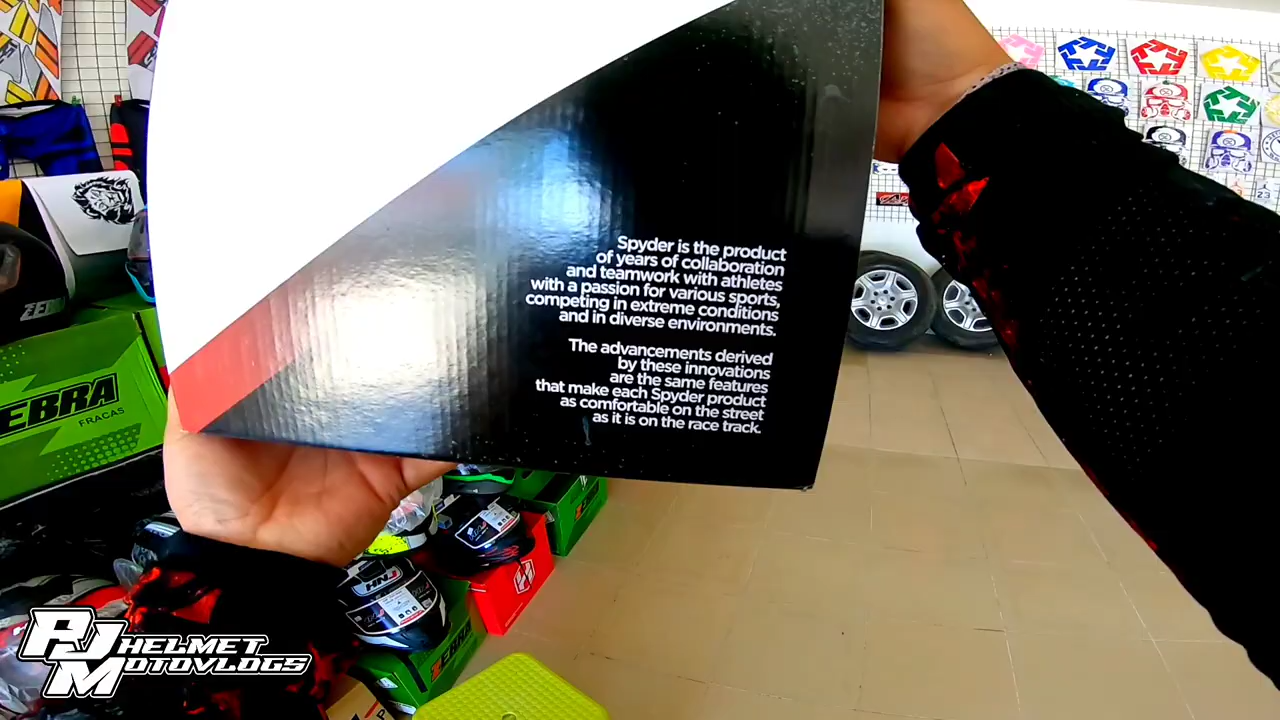 Spyder is the product
of years of collaboration
and teamwork with athletes
with a passion for various sports,
competing in extreme conditions
and in diverse environments.
The advancements derived
by these innovations
are the same features
that make each Spyder product
as comfortable on the street
as it is on the race track.
ZEBRA
EBRA
FRACAS
HNJ
ZEBRA
23
PJM HELMET
MOTOVLOGS